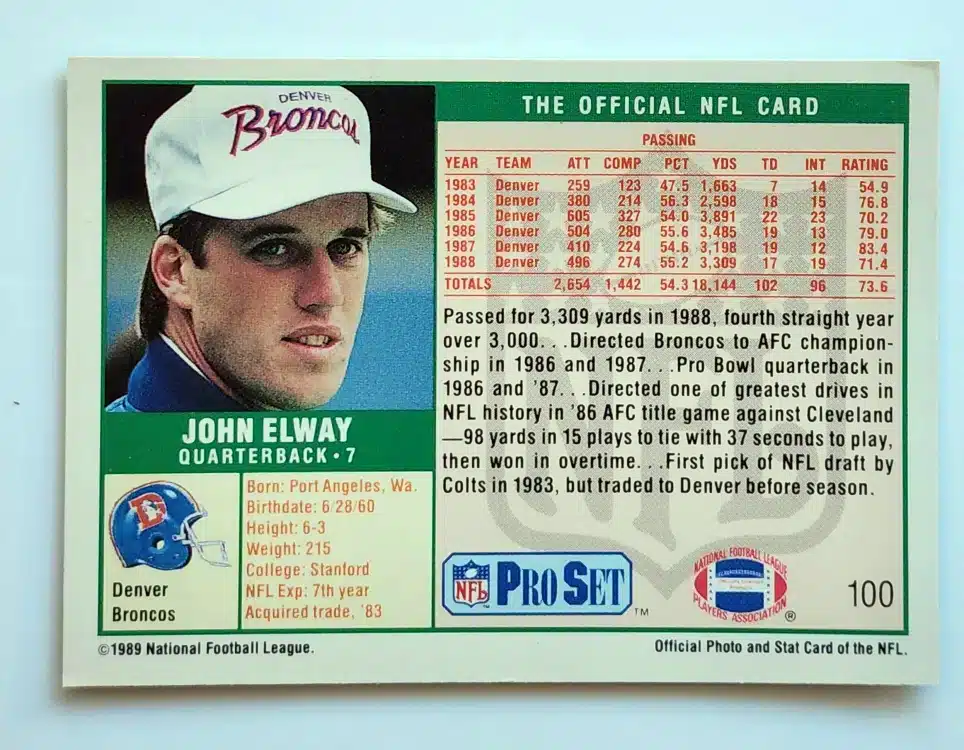 DENVER
Broncos
JOHN ELWAY
QUARTERBACK • 7
Denver
Broncos
Born: Port Angeles, Wa.
Birthdate: 6/28/60
Height: 6-3
Weight: 215
College: Stanford
NFL Exp: 7th year
Acquired trade, '83
THE OFFICIAL NFL CARD
PASSING
YEAR TEAM ATT COMP PCT YDS TD INT RATING
1983 Denver 259 123 47.5 1,663 7 14 54.9
1984 Denver 380 214 56.3 2,598 18 15 76.8
1985 Denver 605 327 54.0 3,891 22 23 70.2
1986 Denver 504 280 55.6 3,485 19 13 79.0
1987 Denver 410 224 54.6 3,198 19 12 83.4
1988 Denver 496 274 55.2 3,309 17 19 71.4
TOTALS 2,654 1,442 54.3 18,144 102 96 73.6
Passed for 3,309 yards in 1988, fourth straight year
over 3,000. . .Directed Broncos to AFC champion-
ship in 1986 and 1987. . .Pro Bowl quarterback in
1986 and '87. . .Directed one of greatest drives in
NFL history in '86 AFC title game against Cleveland
—98 yards in 15 plays to tie with 37 seconds to play,
then won in overtime. . .First pick of NFL draft by
Colts in 1983, but traded to Denver before season.
NFL
NFL PRO SET ™
NATIONAL FOOTBALL LEAGUE
PLAYERS ASSOCIATION ®
100
©1989 National Football League.
Official Photo and Stat Card of the NFL.